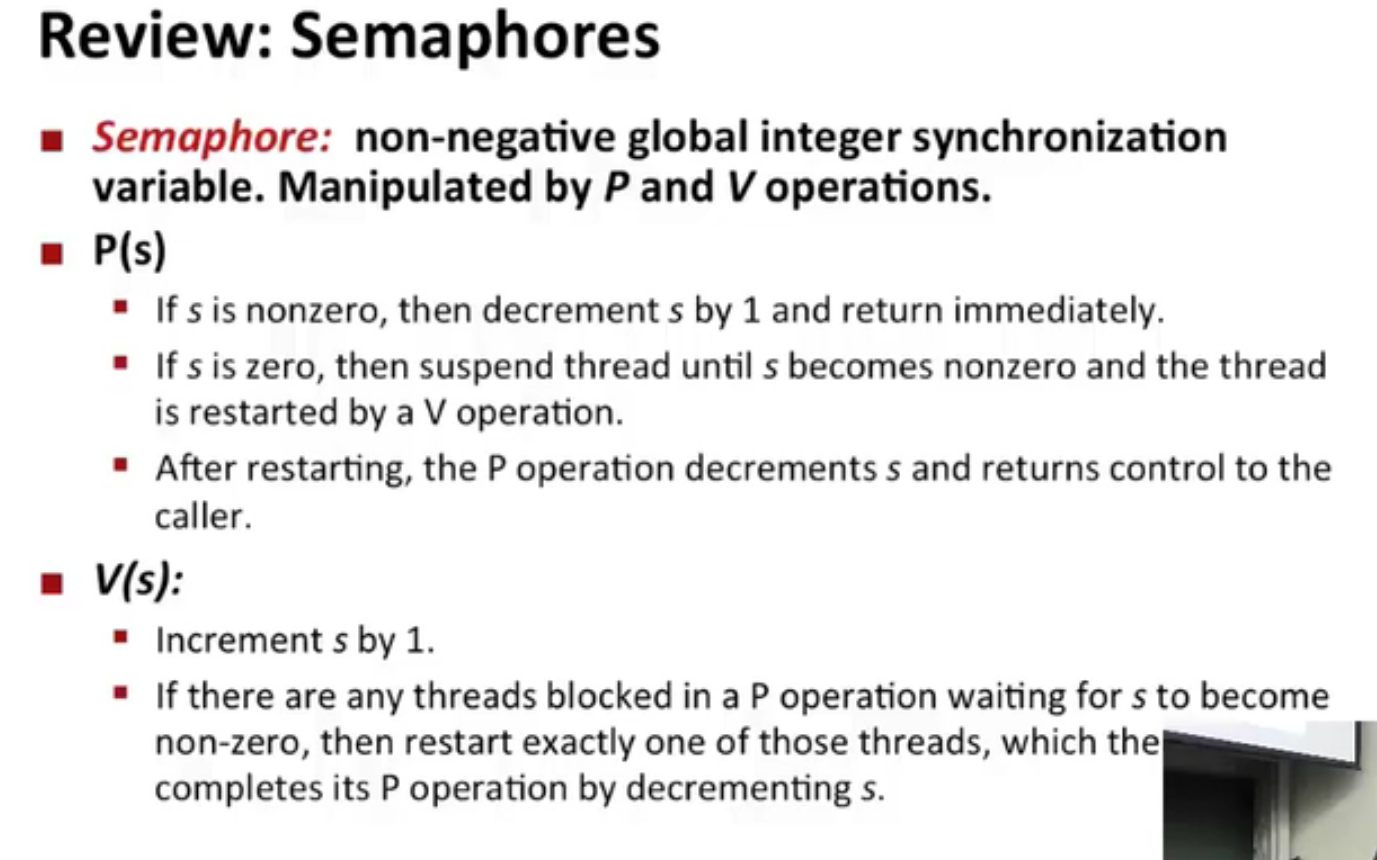 Review: Semaphores
Semaphore: non-negative global integer synchronization
variable. Manipulated by P and V operations.
P(s)
If s is nonzero, then decrement s by 1 and return immediately.
If s is zero, then suspend thread until s becomes nonzero and the thread
is restarted by a V operation.
After restarting, the P operation decrements s and returns control to the
caller.
V(s):
Increment s by 1.
If there are any threads blocked in a P operation waiting for s to become
non-zero, then restart exactly one of those threads, which the
completes its P operation by decrementing s.